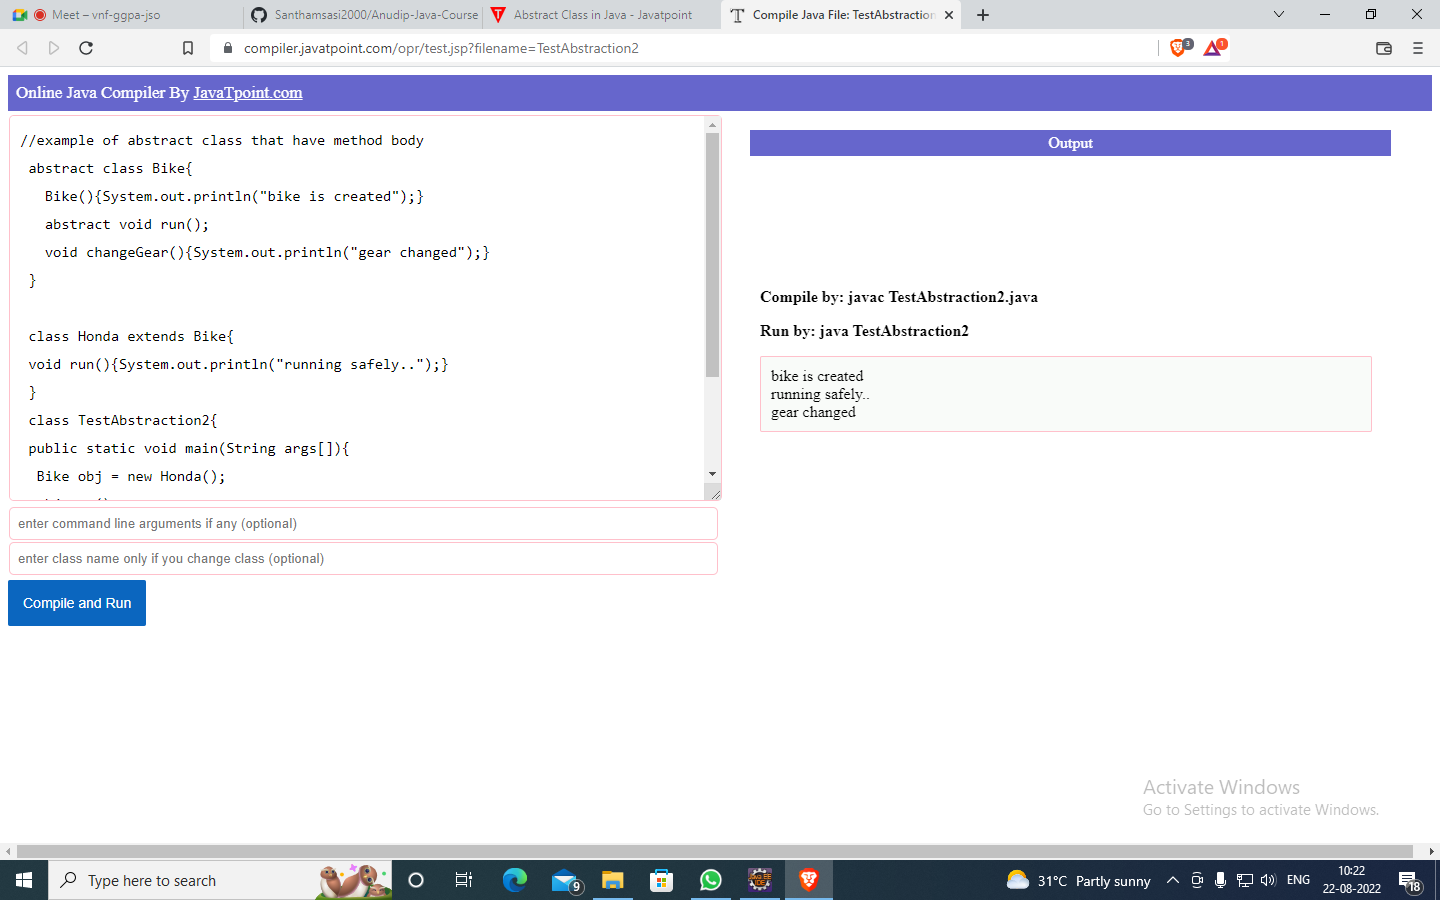 Meet – vnf-ggpa-jso
Santhamsasi2000/Anudip-Java-Course
Abstract Class in Java - Javatpoint
Compile Java File: TestAbstraction
compiler.javatpoint.com/opr/test.jsp?filename=TestAbstraction2
3
1
Online Java Compiler By JavaTpoint.com
//example of abstract class that have method body
abstract class Bike{
Bike(){System.out.println("bike is created");}
abstract void run();
void changeGear(){System.out.println("gear changed");}
}
class Honda extends Bike{
void run(){System.out.println("running safely..");}
}
class TestAbstraction2{
public static void main(String args[]){
Bike obj = new Honda();
enter command line arguments if any (optional)
enter class name only if you change class (optional)
Compile and Run
Output
Compile by: javac TestAbstraction2.java
Run by: java TestAbstraction2
bike is created
running safely..
gear changed
Activate Windows
Go to Settings to activate Windows.
Type here to search
9
31°C Partly sunny
ENG
10:22
22-08-2022
18